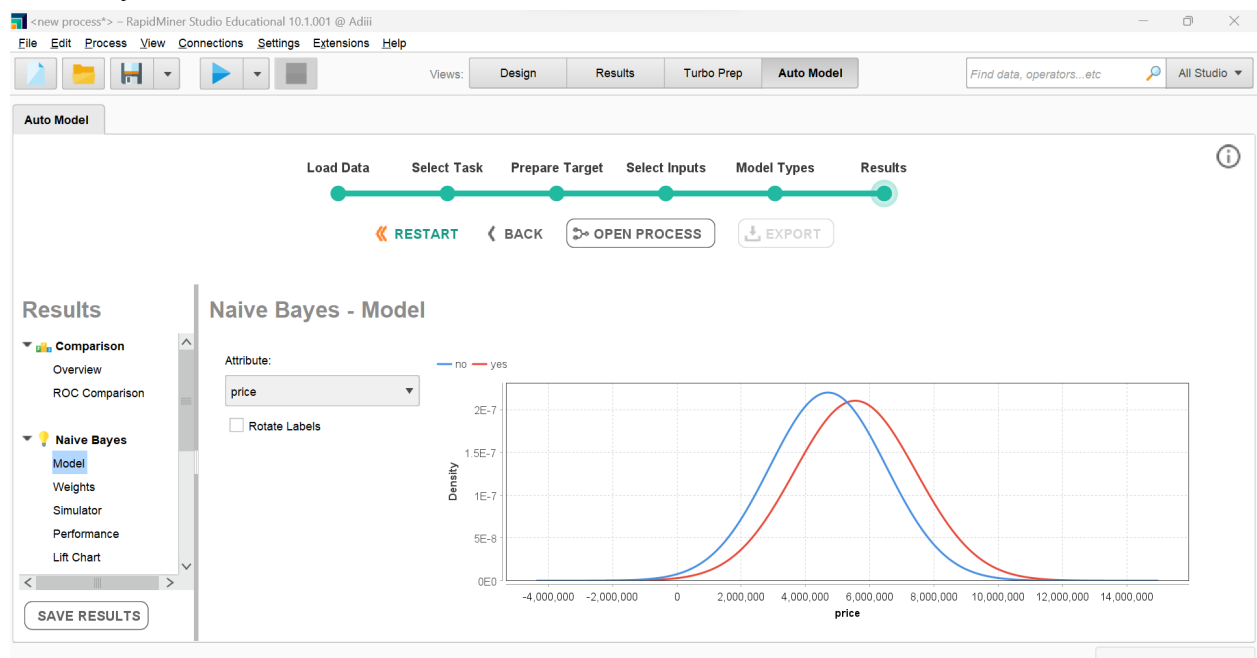 <new process*> – RapidMiner Studio Educational 10.1.001 @ Adiii
File Edit Process View Connections Settings Extensions Help
Views: Design Results Turbo Prep Auto Model Find data, operators...etc All Studio
Auto Model
Load Data Select Task Prepare Target Select Inputs Model Types Results
RESTART BACK OPEN PROCESS EXPORT
Results
Comparison
Overview
ROC Comparison
Naive Bayes
Model
Weights
Simulator
Performance
Lift Chart
SAVE RESULTS
Naive Bayes - Model
Attribute:
price
Rotate Labels
no yes
2E-7
1.5E-7
1E-7
5E-8
0E0
Density
-4,000,000 -2,000,000 0 2,000,000 4,000,000 6,000,000 8,000,000 10,000,000 12,000,000 14,000,000
price